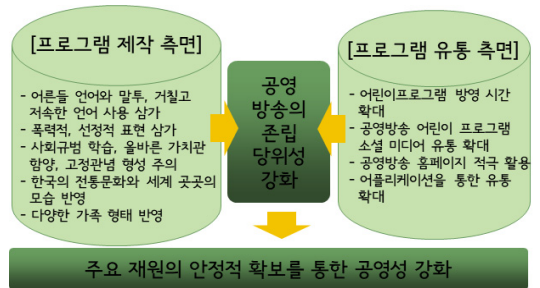 [프로그램 제작 측면]
- 어른들 언어와 말투, 거칠고
저속한 언어 사용 삼가
- 폭력적, 선정적 표현 삼가
- 사회규범 학습, 올바른 가치관
함양, 고정관념 형성 주의
- 한국의 전통문화와 세계 곳곳의
모습 반영
- 다양한 가족 형태 반영
공영
방송의
존립
당위성
강화
[프로그램 유통 측면]
- 어린이프로그램 방영 시간
확대
- 공영방송 어린이 프로그램
소셜 미디어 유통 확대
- 공영방송 홈페이지 적극 활용
- 어플리케이션을 통한 유통
확대
주요 재원의 안정적 확보를 통한 공영성 강화